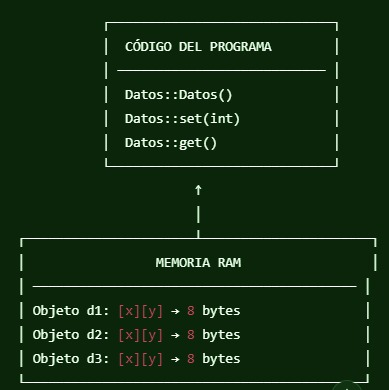 CÓDIGO DEL PROGRAMA
Datos::Datos()
Datos::set(int)
Datos::get()
MEMORIA RAM
Objeto d1: [x][y] → 8 bytes
Objeto d2: [x][y] → 8 bytes
Objeto d3: [x][y] → 8 bytes